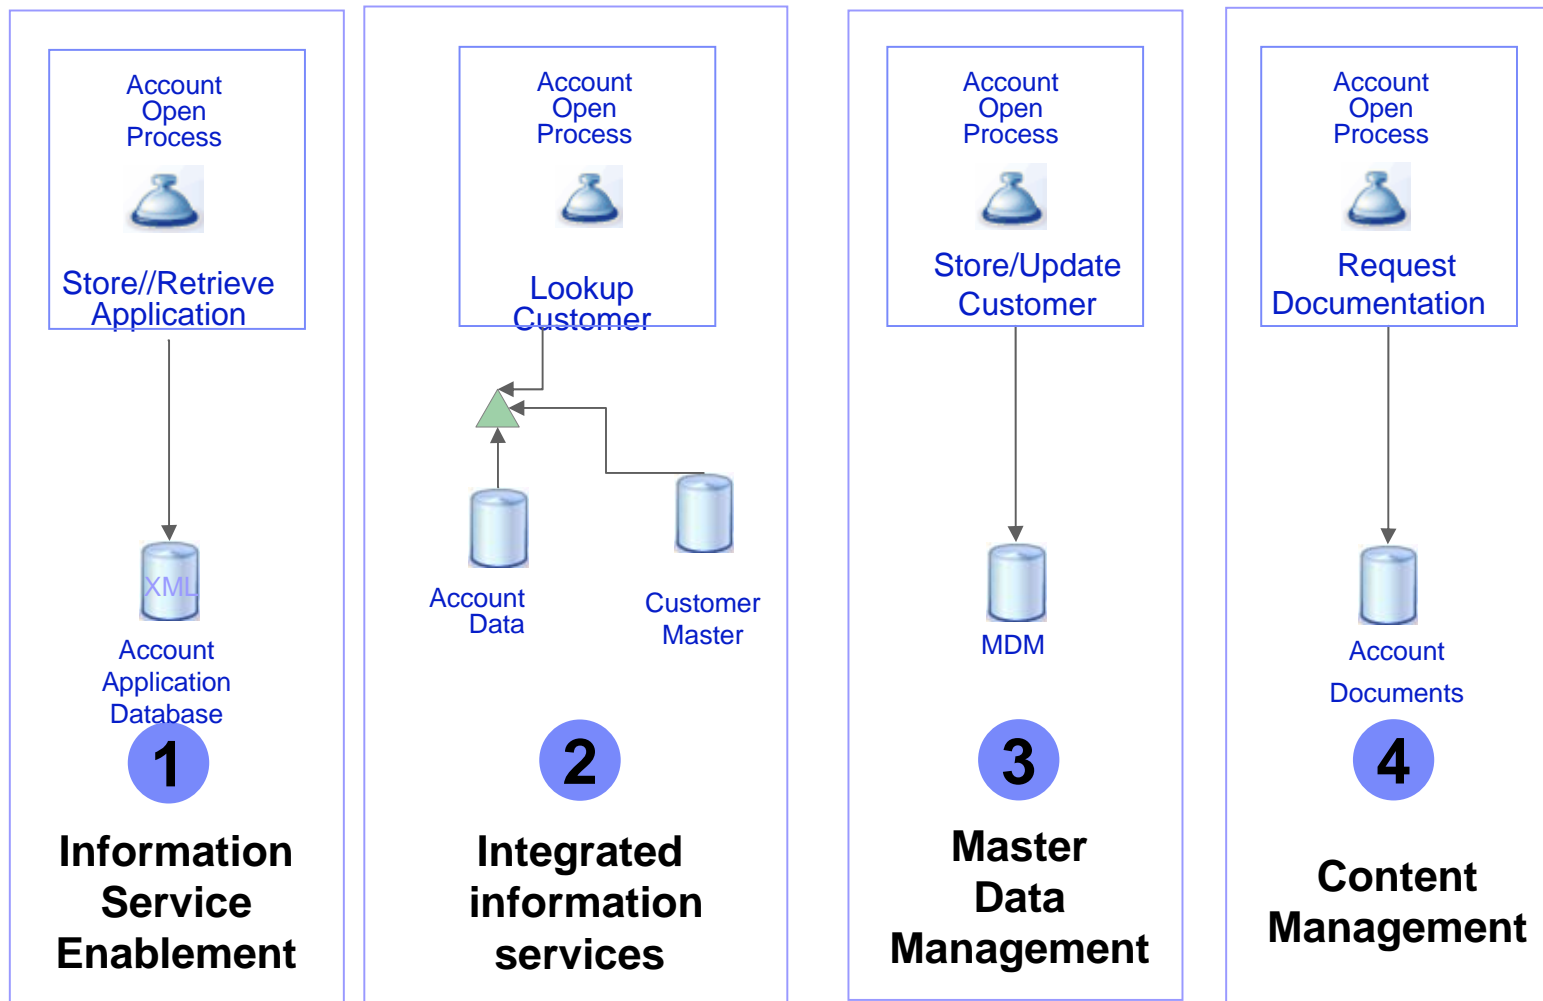 Account
Open
Process
Store//Retrieve
Application
XML
Account
Application
Database
1
Information
Service
Enablement
Account
Open
Process
Lookup
Customer
Account
Data
Customer
Master
2
Integrated
information
services
Account
Open
Process
Store/Update
Customer
MDM
3
Master
Data
Management
Account
Open
Process
Request
Documentation
Account
Documents
4
Content
Management